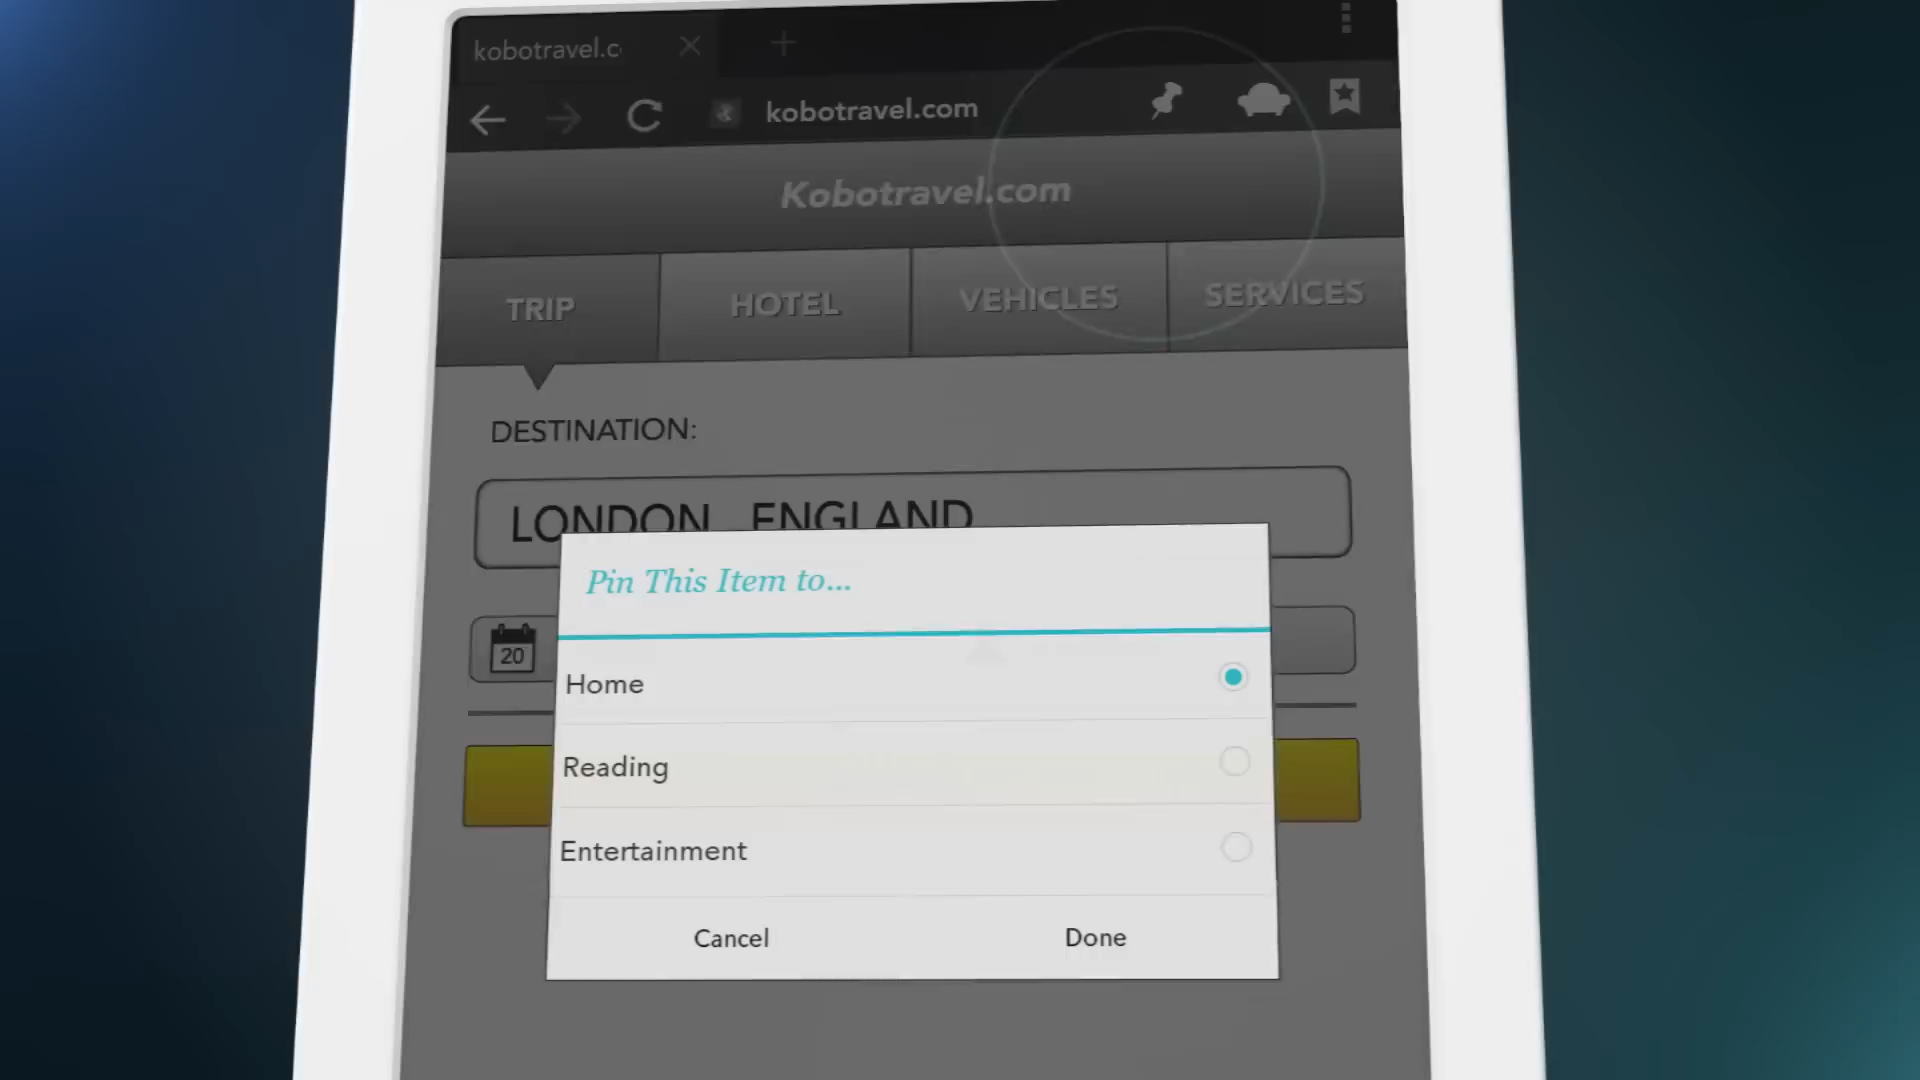 kobotravel.c
kobotravel.com
Kobotravel.com
TRIP HOTEL VEHICLES SERVICES
DESTINATION:
LONDON, ENGLAND
Pin This Item to...
20
Home
Reading
Entertainment
Cancel Done